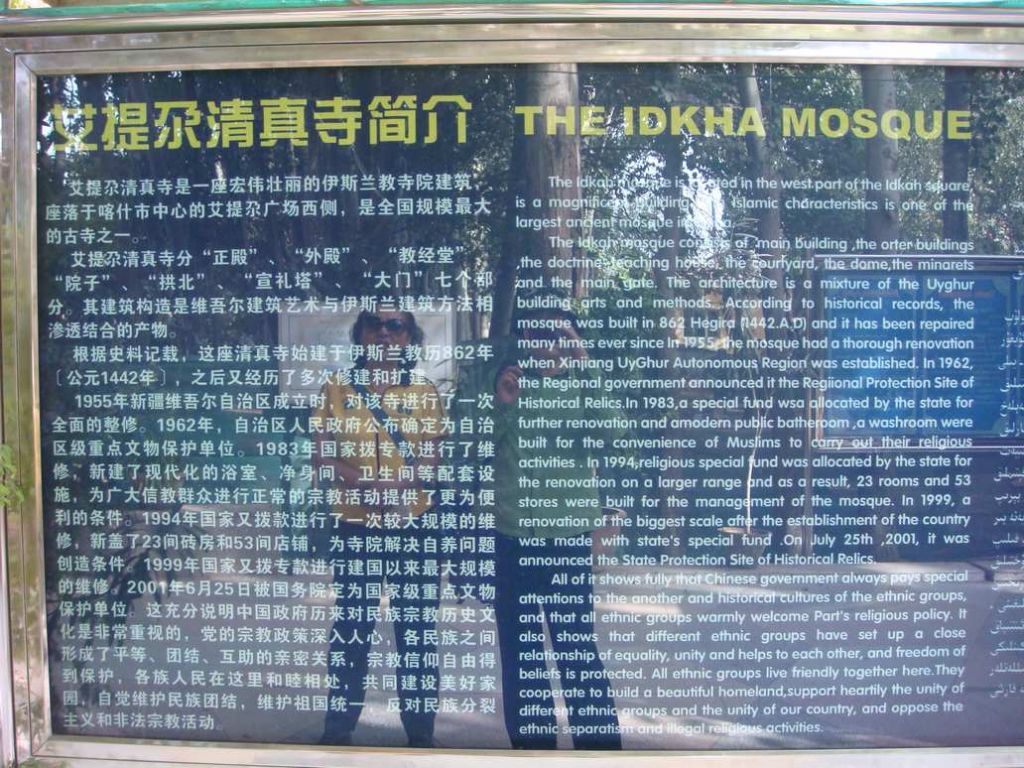 艾提尕清真寺简介
艾提尕清真寺是一座宏伟壮丽的伊斯兰教寺院建筑，
座落于喀什市中心的艾提尕广场西侧，是全国规模最大
的古寺之一。
艾提尕清真寺分“正殿”、“外殿”、“教经堂”、
“院子”、“拱北”、“宣礼塔”、“大门”七个部
分。其建筑构造是维吾尔建筑艺术与伊斯兰建筑方法相
渗透结合的产物。
根据史料记载，这座清真寺始建于伊斯兰教历862年
〔公元1442年〕，之后又经历了多次修建和扩建。
1955年新疆维吾尔自治区成立时，对该寺进行了一次
全面的整修。1962年，自治区人民政府公布确定为自治
区级重点文物保护单位。1983年国家拨专款进行了维
修，新建了现代化的浴室、净身间、卫生间等配套设
施，为广大信教群众进行正常的宗教活动提供了更为便
利的条件。1994年国家又拨款进行了一次较大规模的维
修，新盖了23间砖房和53间店铺，为寺院解决自养问题
创造条件。1999年国家又拨专款进行建国以来最大规模
的维修。2001年6月25日被国务院定为国家级重点文物
保护单位。这充分说明中国政府历来对民族宗教历史文
化是非常重视的，党的宗教政策深入人心，各民族之间
形成了平等、团结、互助的亲密关系，宗教信仰自由得
到保护，各族人民在这里和睦相处，共同建设美好家
园，自觉维护民族团结，维护祖国统一，反对民族分裂
主义和非法宗教活动。
THE IDKHA MOSQUE
The Idkah mosque is located in the west part of the Idkah square,
is a magnificent building Islamic characteristics is one of the
largest ancient mosque in
The Idkah mosque consists of main building ,the orter buildings
,the doctrine-teaching house, the courtyard, the dome,the minarets
and the main gate. The architecture is a mixture of the Uyghur
building arts and methods. According to historical records, the
mosque was built in 862 Hegira (1442.A.D) and it has been repaired
many times ever since In 1955, the mosque had a thorough renovation
when Xinjiang UyGhur Autonomous Region was established. In 1962,
the Regional government announced it the Regiional Protection Site of
Historical Relics.In 1983,a special fund wsa allocated by the state for
further renovation and amodern public batheroom ,a washroom were
built for the convenience of Muslims to carry out their religious
activities . In 1994,religious special fund was allocated by the state for
the renovation on a larger range and as a result, 23 rooms and 53
stores were built for the management of the mosque. In 1999, a
renovation of the biggest scale after the establishment of the country
was made with state's special fund .On July 25th ,2001, it was
announced the State Protection Site of Historical Relics.
All of it shows fully that Chinese government always pays special
attentions to the another and historical cultures of the ethnic groups,
and that all ethnic groups warmly welcome Part's religious policy. It
also shows that different ethnic groups have set up a close
relationship of equality, unity and helps to each other, and freedom of
beliefs is protected. All ethnic groups live friendly together here.They
cooperate to build a beautiful homeland,support heartily the unity of
different ethnic groups and the unity of our country, and oppose the
ethnic separatism and illegal religious activities.